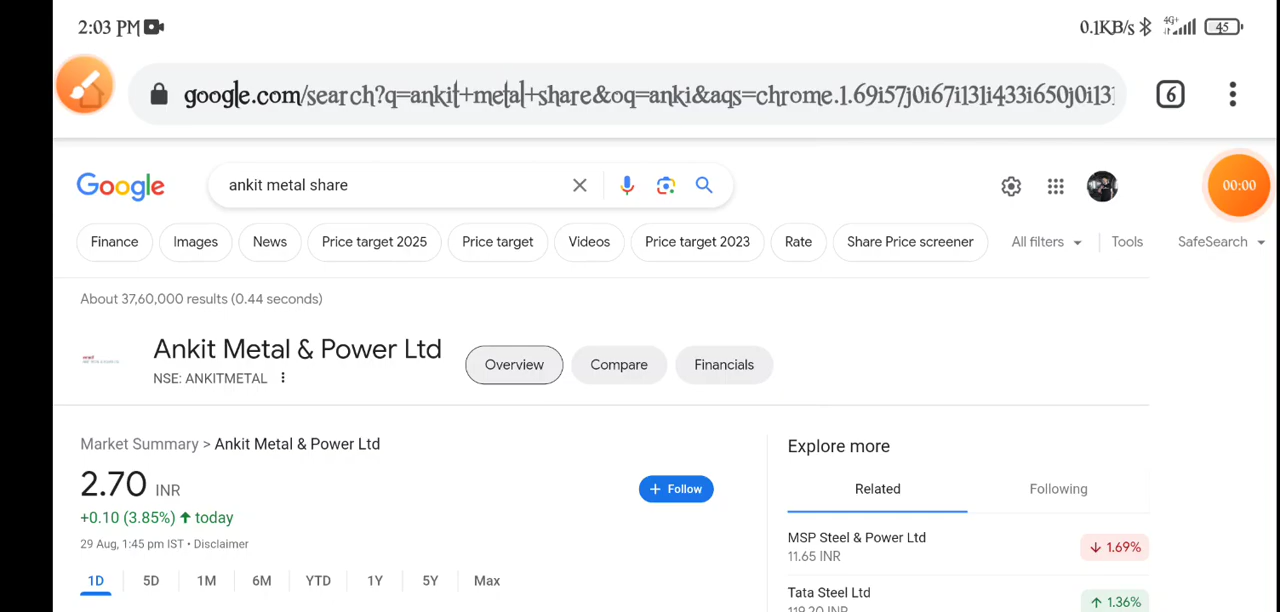 2:03 PM
0.1KB/s 4G+ 45
google.com/search?q=ankit+metal+share&oq=anki&aqs=chrome.1.69i57j0i67i131i433i650j0i131
6
Google
ankit metal share
00:00
Finance Images News Price target 2025 Price target Videos Price target 2023 Rate Share Price screener All filters Tools SafeSearch
About 37,60,000 results (0.44 seconds)
Ankit Metal & Power Ltd
NSE: ANKITMETAL
Overview Compare Financials
Market Summary > Ankit Metal & Power Ltd
2.70 INR
+ Follow
+0.10 (3.85%) ↑ today
29 Aug, 1:45 pm IST • Disclaimer
1D 5D 1M 6M YTD 1Y 5Y Max
Explore more
Related Following
MSP Steel & Power Ltd
11.65 INR
↓ 1.69%
Tata Steel Ltd
119.20 INR
↑ 1.36%